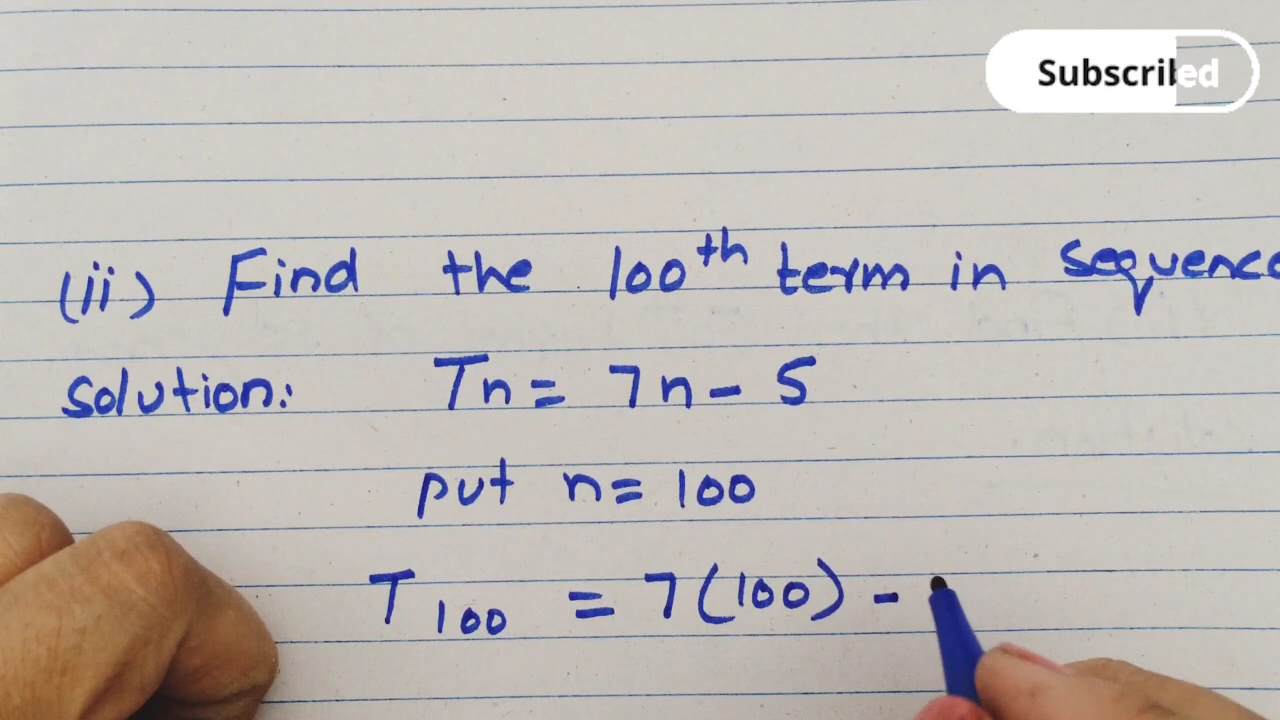 Subscribed
(ii) Find the 100th term in sequence
Solution: Tn = 7n - 5
put n = 100
T100 = 7(100) -